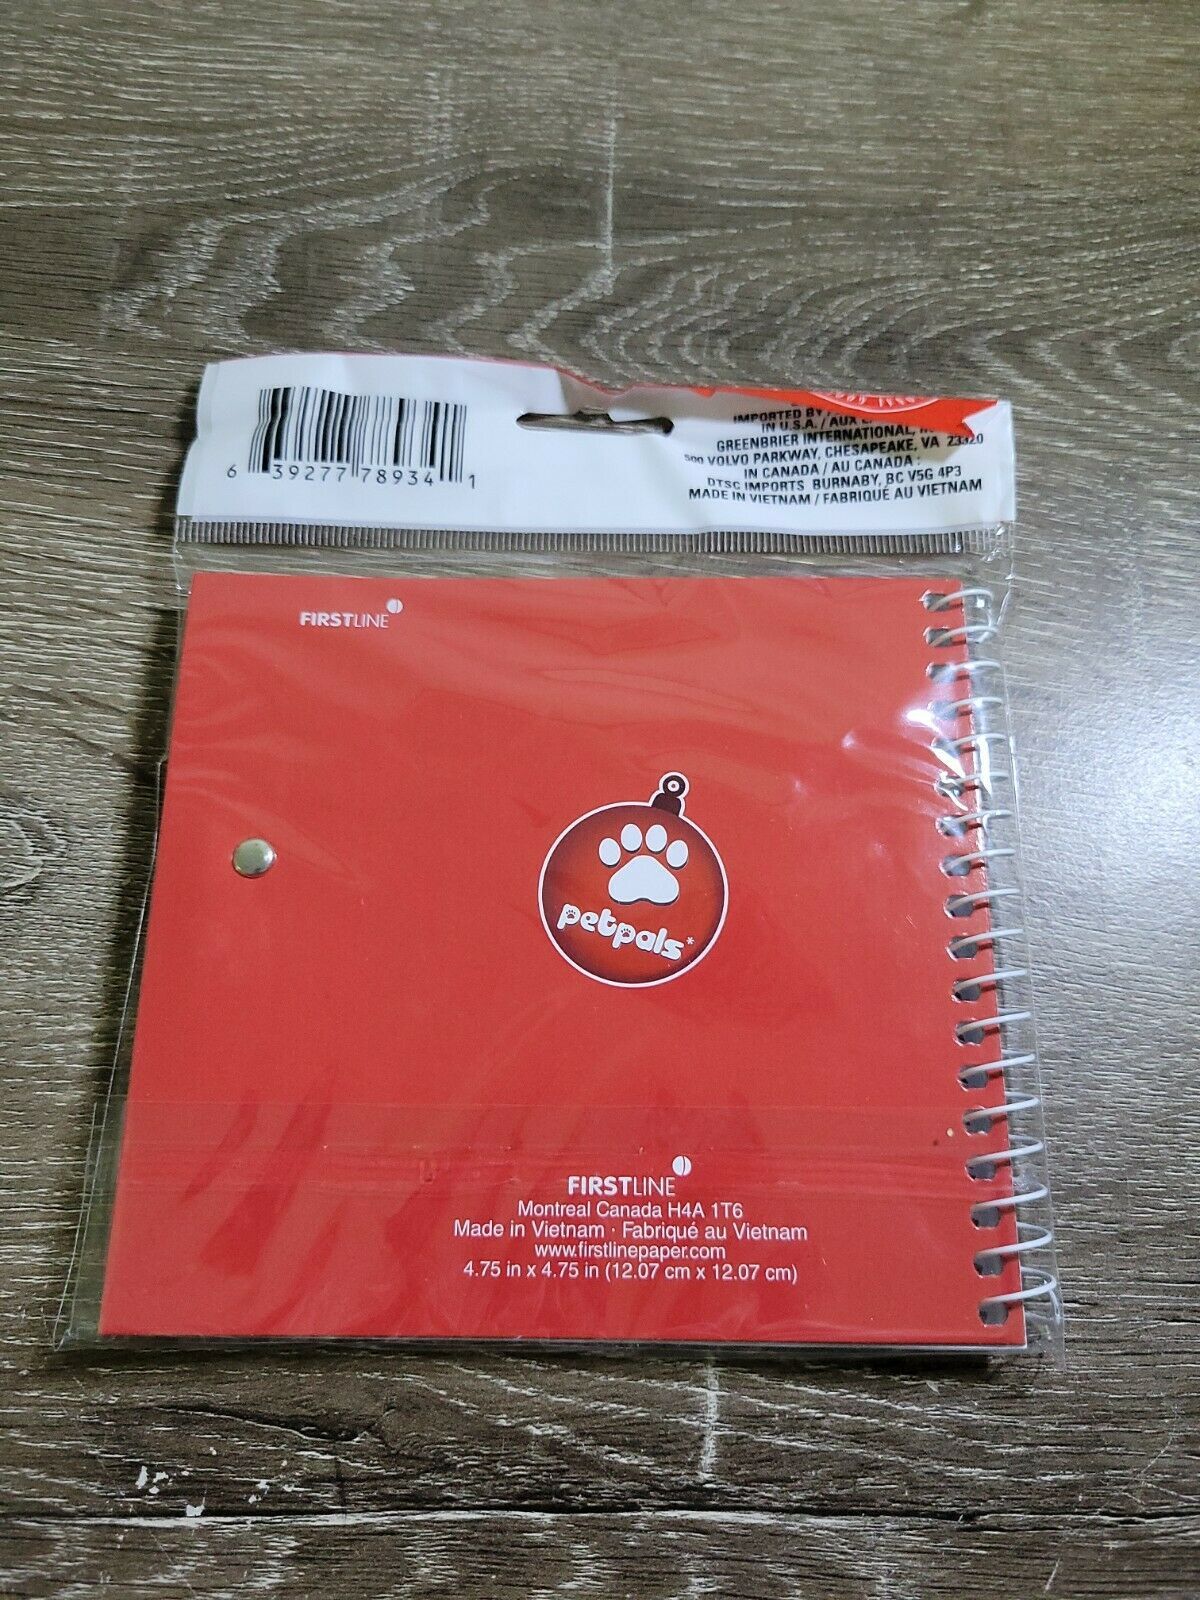 6 39277 78934 1
IMPORTED BY
IN U.S.A. / AUX
GREENBRIER INTERNATIONAL,
500 VOLVO PARKWAY, CHESAPEAKE, VA 23320
IN CANADA / AU CANADA :
DTSC IMPORTS BURNABY, BC V5G 4P3
MADE IN VIETNAM / FABRIQUÉ AU VIETNAM
FIRSTLINE
petpals*
FIRSTLINE
Montreal Canada H4A 1T6
Made in Vietnam · Fabriqué au Vietnam
www.firstlinepaper.com
4.75 in x 4.75 in (12.07 cm x 12.07 cm)